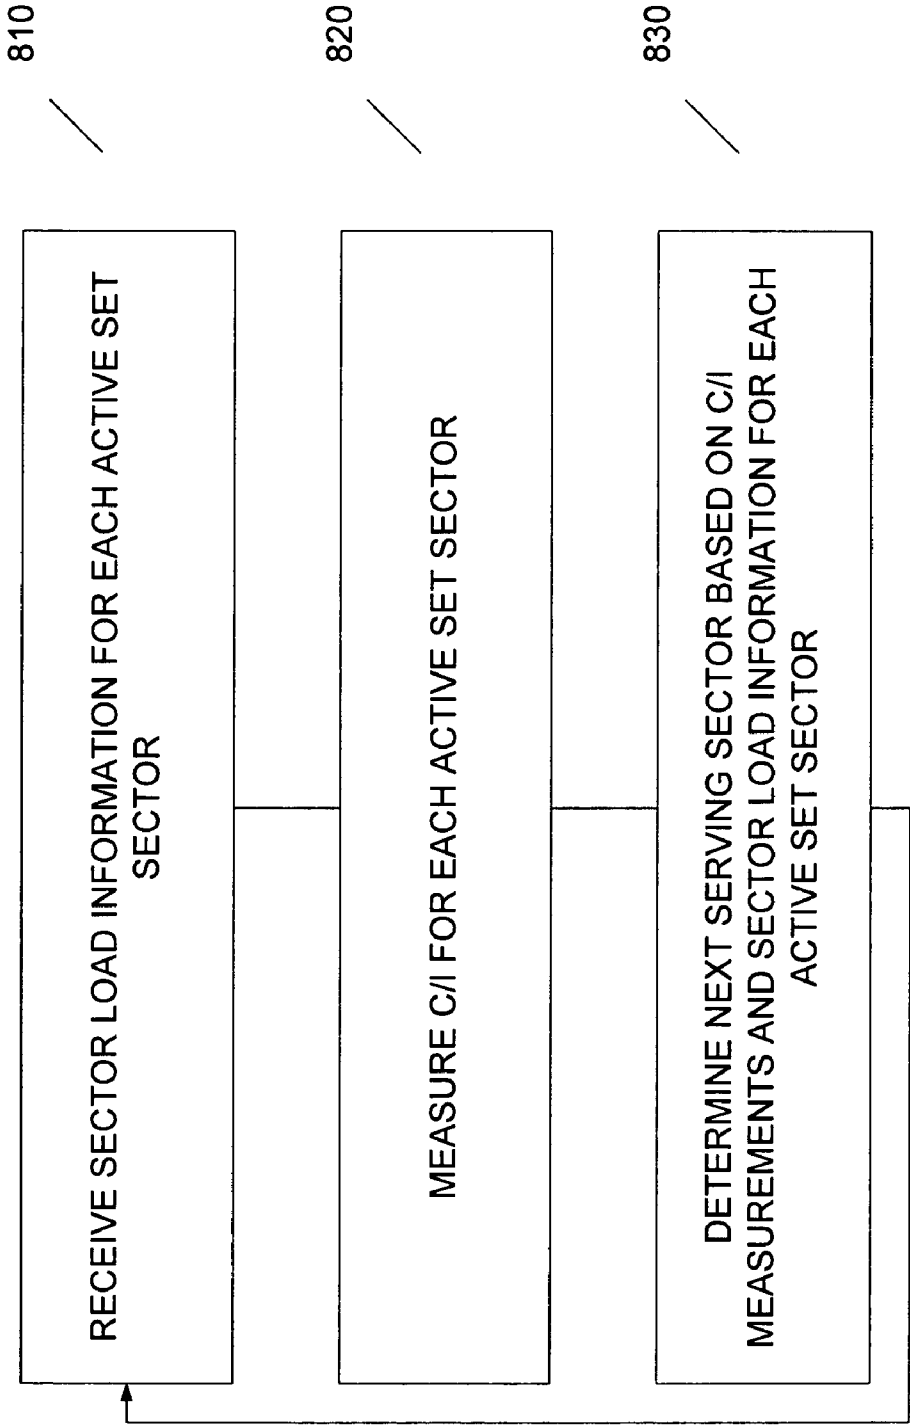 810
RECEIVE SECTOR LOAD INFORMATION FOR EACH ACTIVE SET
SECTOR
820
MEASURE C/I FOR EACH ACTIVE SET SECTOR
830
DETERMINE NEXT SERVING SECTOR BASED ON C/I
MEASUREMENTS AND SECTOR LOAD INFORMATION FOR EACH
ACTIVE SET SECTOR